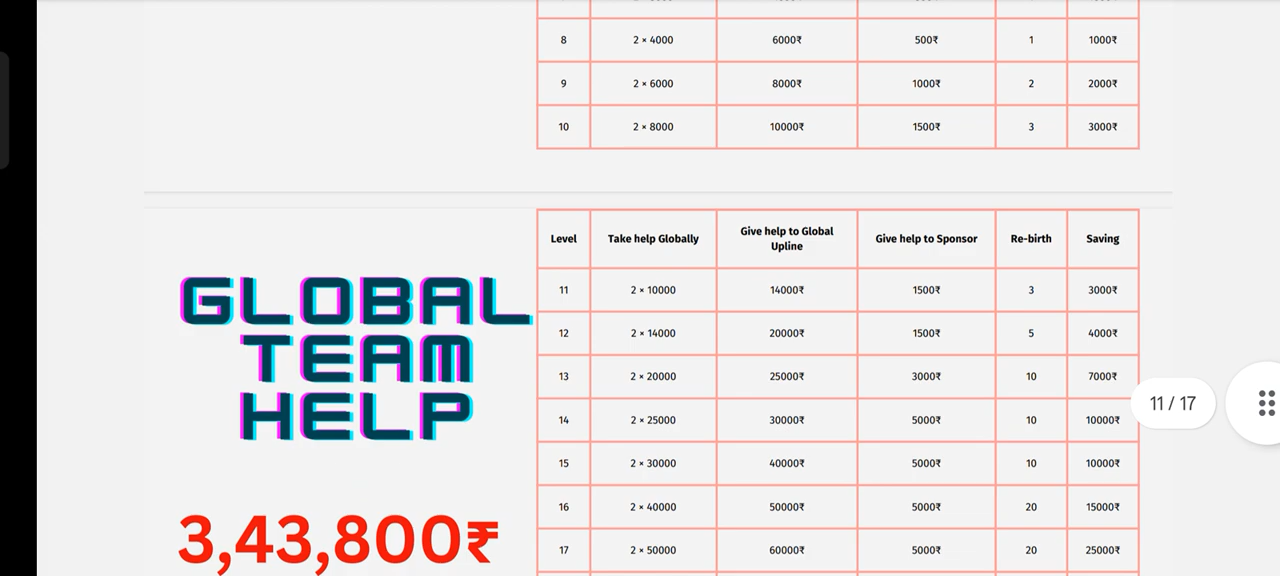 8 2 × 4000 6000₹ 500₹ 1 1000₹
9 2 × 6000 8000₹ 1000₹ 2 2000₹
10 2 × 8000 10000₹ 1500₹ 3 3000₹
Level Take help Globally Give help to Global Upline Give help to Sponsor Re-birth Saving
11 2 × 10000 14000₹ 1500₹ 3 3000₹
12 2 × 14000 20000₹ 1500₹ 5 4000₹
13 2 × 20000 25000₹ 3000₹ 10 7000₹
14 2 × 25000 30000₹ 5000₹ 10 10000₹
15 2 × 30000 40000₹ 5000₹ 10 10000₹
16 2 × 40000 50000₹ 5000₹ 20 15000₹
17 2 × 50000 60000₹ 5000₹ 20 25000₹
GLOBAL
TEAM
HELP
3,43,800₹
11 / 17